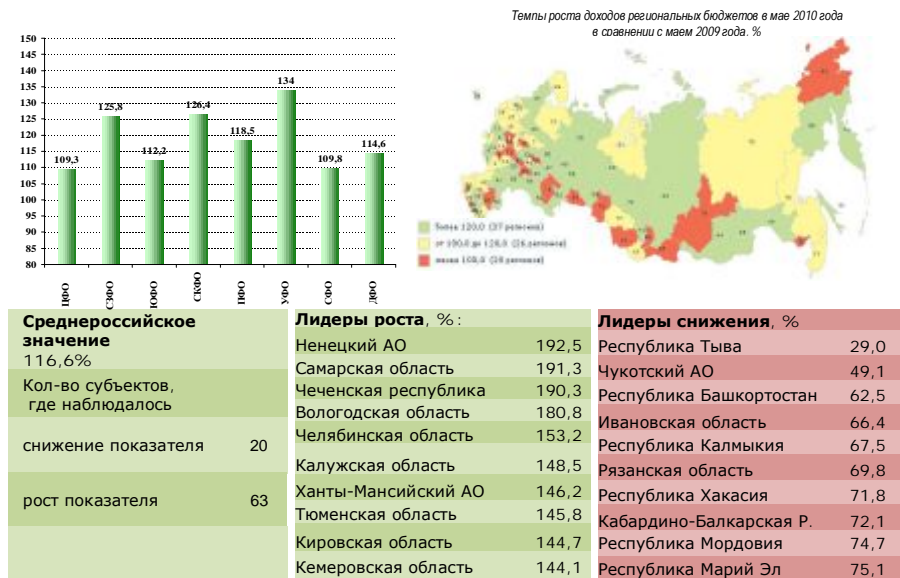 Темпы роста доходов региональных бюджетов в мае 2010 года
в сравнении с маем 2009 года. %
150
145
140
135
130
125
120
115
110
105
100
95
90
85
80
109,3
125,8
112,2
126,4
118,5
134
109,8
114,6
ЦФО
СЗФО
ЮФО
СКФО
ПФО
УФО
СФО
ДФО
120,0 (37
Среднероссийское
значение
116,6%
Кол-во субъектов,
где наблюдалось
снижение показателя 20
рост показателя 63
Лидеры роста, % :
Ненецкий АО 192,5
Самарская область 191,3
Чеченская республика 190,3
Вологодская область 180,8
Челябинская область 153,2
Калужская область 148,5
Ханты-Мансийский АО 146,2
Тюменская область 145,8
Кировская область 144,7
Кемеровская область 144,1
Лидеры снижения, %
Республика Тыва 29,0
Чукотский АО 49,1
Республика Башкортостан 62,5
Ивановская область 66,4
Республика Калмыкия 67,5
Рязанская область 69,8
Республика Хакасия 71,8
Кабардино-Балкарская Р. 72,1
Республика Мордовия 74,7
Республика Марий Эл 75,1